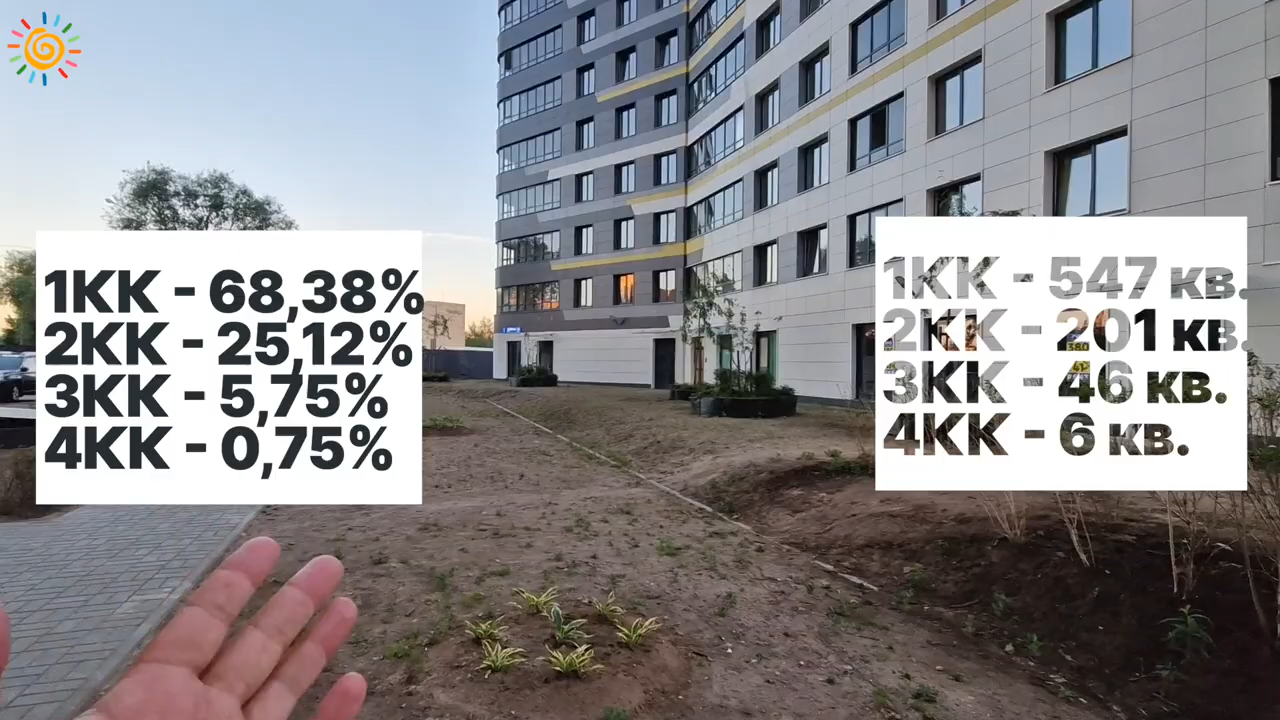 1КК - 68,38%
2КК - 25,12%
3КК - 5,75%
4КК - 0,75%
1КК - 547 кв.
2КК - 201 кв.
3КК - 46 кв.
4КК - 6 кв.